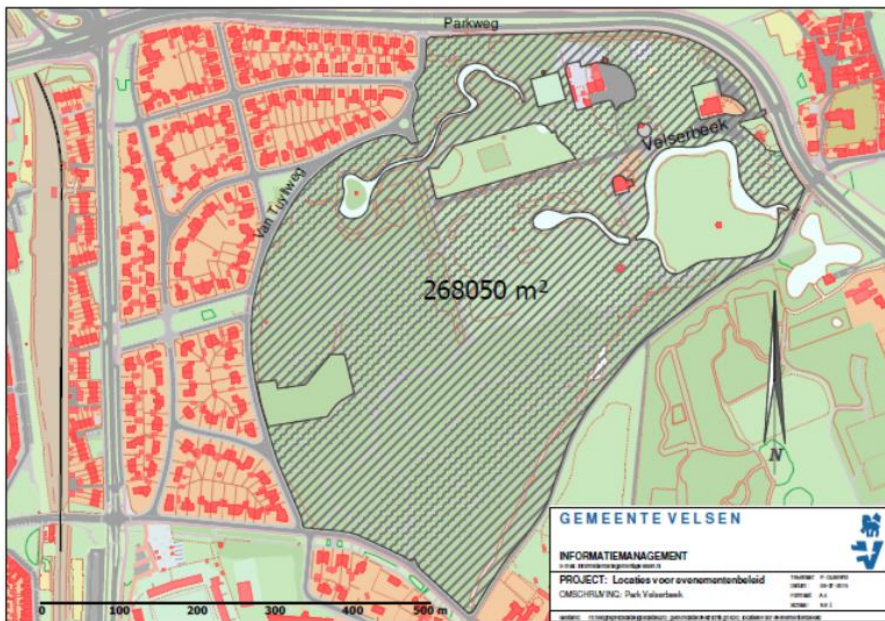 Parkweg
Velserbeek
Van Tuyllweg
268050 m²
N
GEMEENTE VELSEN
INFORMATIEMANAGEMENT
PROJECT: Locaties voor evenementenbeleid
OMSCHRIJVING: Park Velserbeek
0 100 200 300 400 500 m